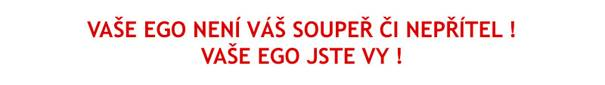 VAŠE EGO NENÍ VÁŠ SOUPEŘ ČI NEPŘÍTEL !
VAŠE EGO JSTE VY !